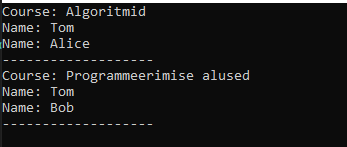 Course: Algoritmid
Name: Tom
Name: Alice
-------------------
Course: Programmeerimise alused
Name: Tom
Name: Bob
-------------------